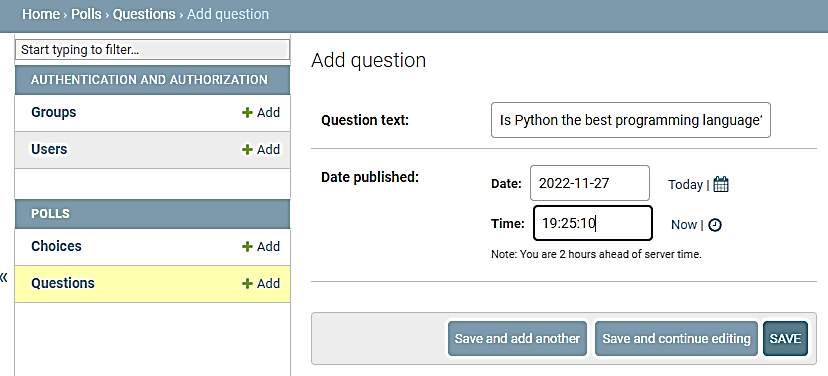 Home › Polls › Questions › Add question
Start typing to filter...
AUTHENTICATION AND AUTHORIZATION
Groups + Add
Users + Add
POLLS
Choices + Add
Questions + Add
«
Add question
Question text: Is Python the best programming language'
Date published:
Date: 2022-11-27 Today |
Time: 19:25:10 Now |
Note: You are 2 hours ahead of server time.
Save and add another Save and continue editing SAVE